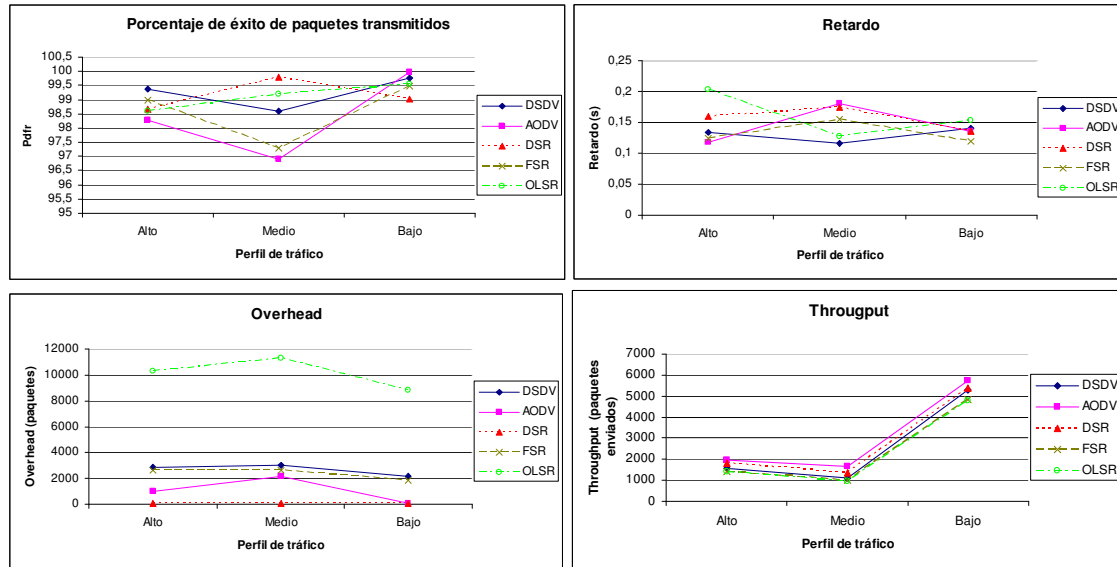 Porcentaje de éxito de paquetes transmitidos
100,5
100
99,5
99
98,5
98
97,5
97
96,5
96
95,5
95
Pdfr
Alto
Medio
Bajo
Perfil de tráfico
DSDV
AODV
DSR
FSR
OLSR
Retardo
0,25
0,2
0,15
0,1
0,05
0
Retardo (s)
Alto
Medio
Bajo
Perfil de tráfico
DSDV
AODV
DSR
FSR
OLSR
Overhead
12000
10000
8000
6000
4000
2000
0
Overhead (paquetes)
Alto
Medio
Bajo
Perfil de tráfico
DSDV
AODV
DSR
FSR
OLSR
Througput
7000
6000
5000
4000
3000
2000
1000
0
Throughput (paquetes
enviados)
Alto
Medio
Bajo
Perfil de tráfico
DSDV
AODV
DSR
FSR
OLSR